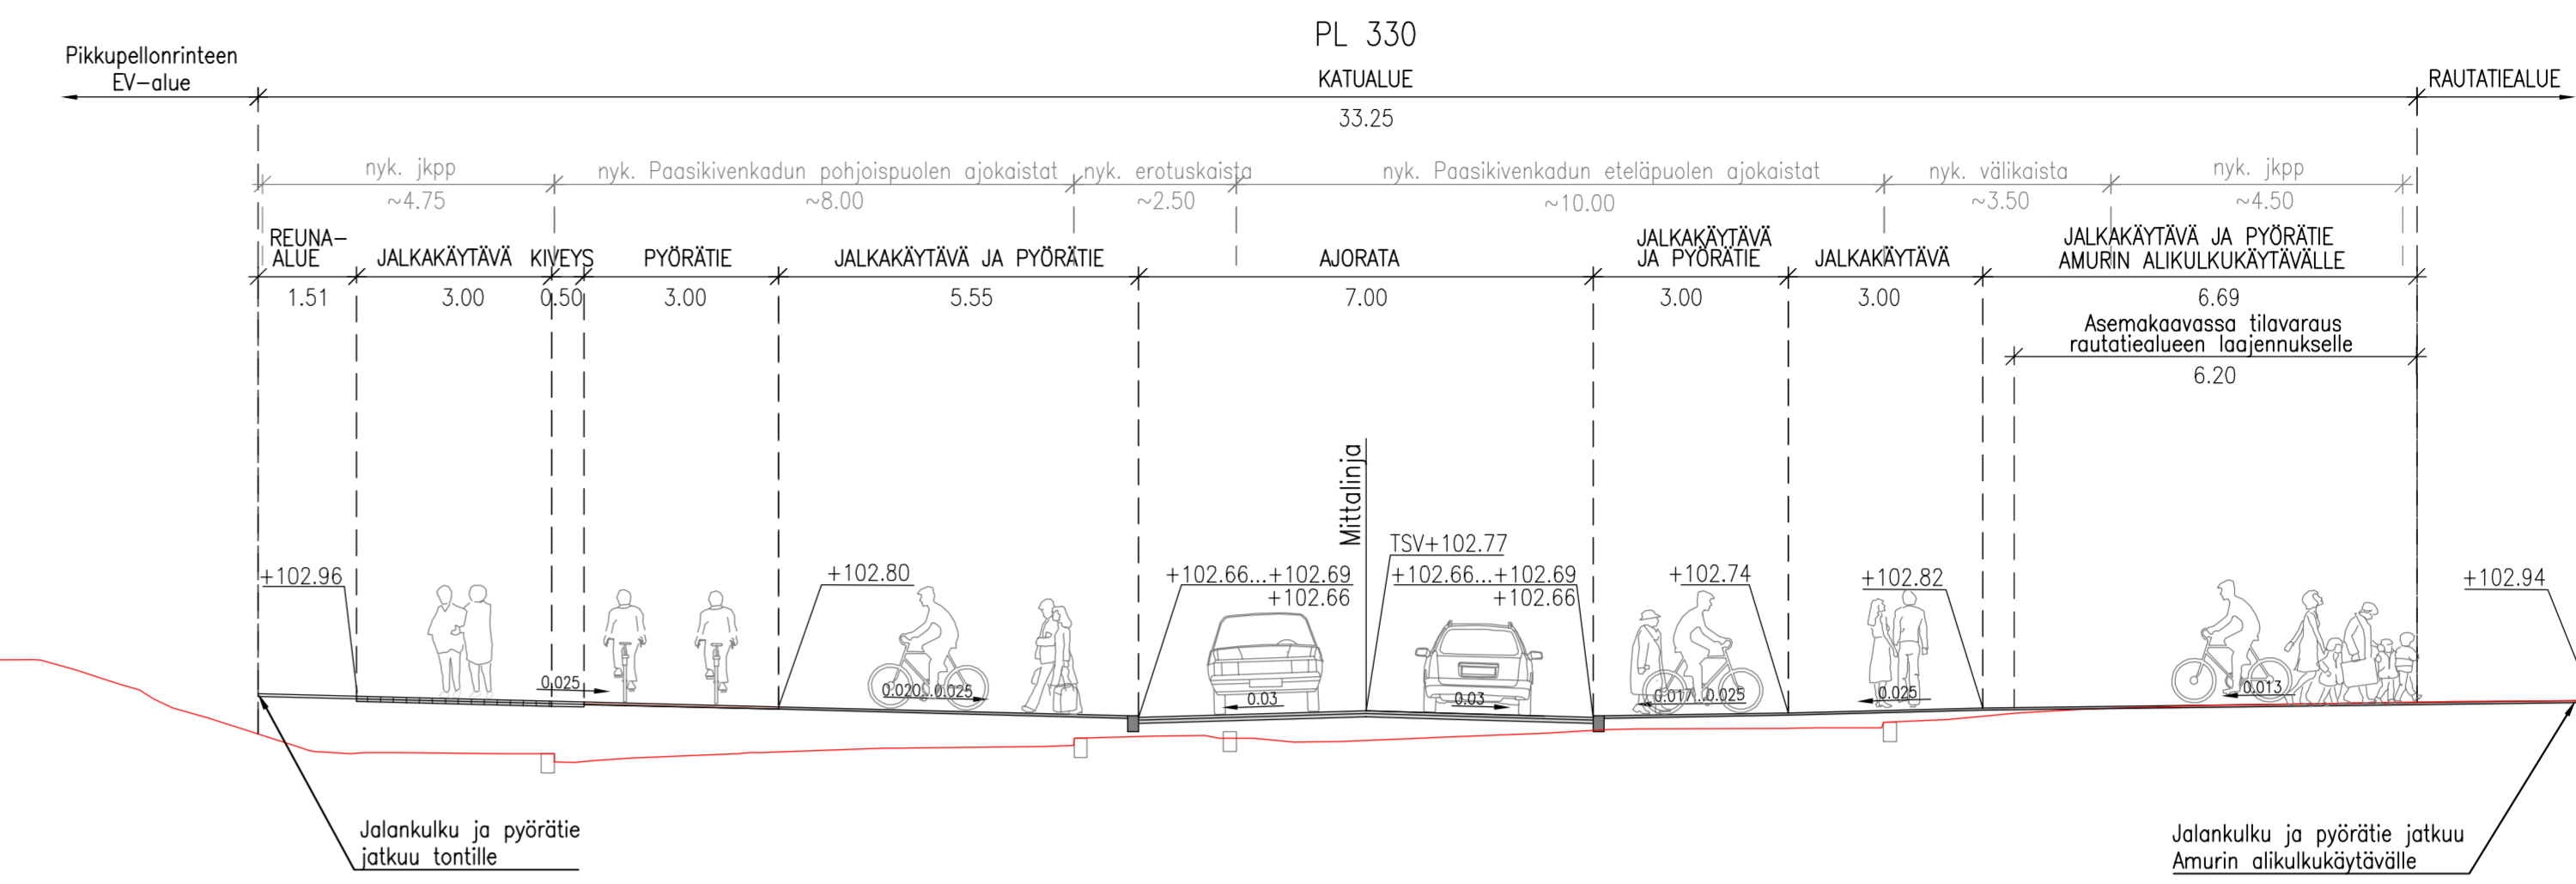 PL 330
Pikkupellonrinteen
EV-alue
KATUALUE
RAUTATIEALUE
33.25
nyk. jkpp
nyk. Paasikivenkadun pohjoispuolen ajokaistat
nyk. erotuskaista
nyk. Paasikivenkadun eteläpuolen ajokaistat
nyk. välikaista
nyk. jkpp
~4.75
~8.00
~2.50
~10.00
~3.50
~4.50
REUNA-
ALUE
JALKAKÄYTÄVÄ
KIVEYS
PYÖRÄTIE
JALKAKÄYTÄVÄ JA PYÖRÄTIE
AJORATA
JALKAKÄYTÄVÄ
JA PYÖRÄTIE
JALKAKÄYTÄVÄ
JALKAKÄYTÄVÄ JA PYÖRÄTIE
AMURIN ALIKULKUKÄYTÄVÄLLE
1.51
3.00
0.50
3.00
5.55
7.00
3.00
3.00
6.69
Asemakaavassa tilavaraus
rautatiealueen laajennukselle
6.20
Mittalinja
TSV+102.77
+102.96
+102.80
+102.66...+102.69
+102.66
+102.66...+102.69
+102.66
+102.74
+102.82
+102.94
0.025
0.020...0.025
0.03
0.03
0.017...0.025
0.025
0.013
Jalankulku ja pyörätie
jatkuu tontille
Jalankulku ja pyörätie jatkuu
Amurin alikulkukäytävälle